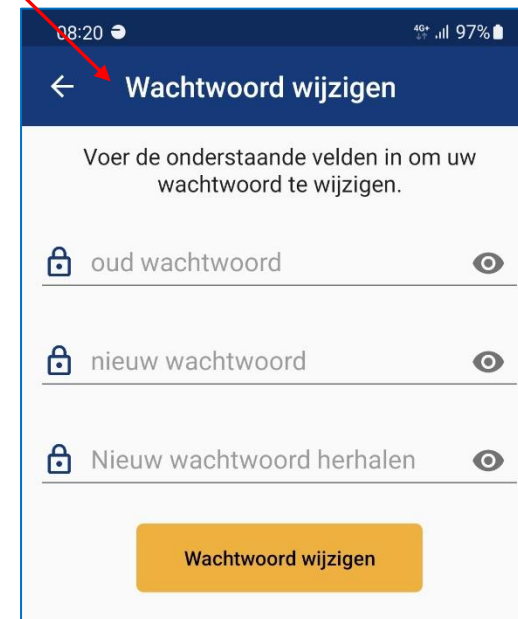 08:20 4G+ 97%
Wachtwoord wijzigen
Voer de onderstaande velden in om uw
wachtwoord te wijzigen.
oud wachtwoord
nieuw wachtwoord
Nieuw wachtwoord herhalen
Wachtwoord wijzigen